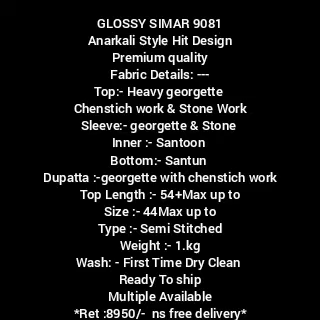 GLOSSY SIMAR 9081
Anarkali Style Hit Design
Premium quality
Fabric Details: ---
Top:- Heavy georgette
Chenstich work & Stone Work
Sleeve:- georgette & Stone
Inner :- Santoon
Bottom:- Santun
Dupatta :-georgette with chenstich work
Top Length :- 54+Max up to
Size :- 44Max up to
Type :- Semi Stitched
Weight :- 1.kg
Wash: - First Time Dry Clean
Ready To ship
Multiple Available
*Ret :8950/-  ns free delivery*